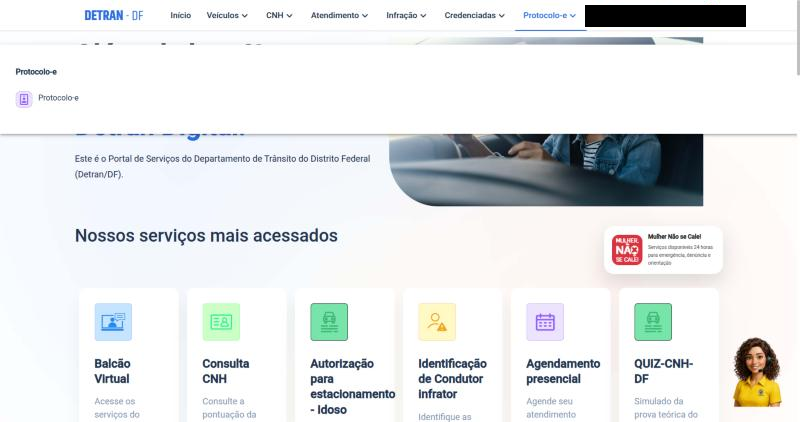 DETRAN - DF
Início
Veículos
CNH
Atendimento
Infração
Credenciadas
Protocolo-e
Protocolo-e
Protocolo-e
Detran Digital.
Este é o Portal de Serviços do Departamento de Trânsito do Distrito Federal
(Detran/DF).
Nossos serviços mais acessados
MULHER,
NÃO
SE CALE!
Mulher Não se Cale!
Serviços disponíveis 24 horas
para emergência, denúncia e
orientação
Balcão
Virtual
Acesse os
serviços do
Consulta
CNH
Consulte a
pontuação da
Autorização
para
estacionamento
- Idoso
Identificação
de Condutor
infrator
Identifique as
Agendamento
presencial
Agende seu
atendimento
QUIZ-CNH-
DF
Simulado da
prova teórica do